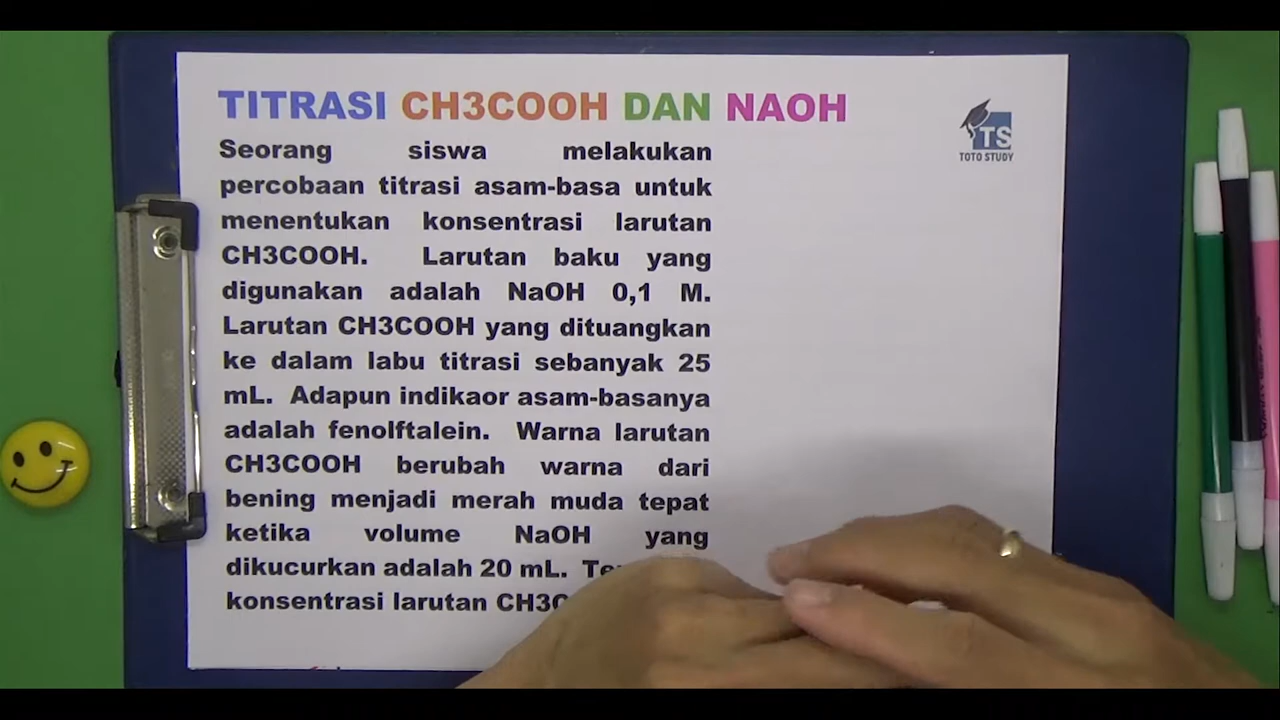 TITRASI CH3COOH DAN NAOH
TS
TOTO STUDY
Seorang siswa melakukan
percobaan titrasi asam-basa untuk
menentukan konsentrasi larutan
CH3COOH. Larutan baku yang
digunakan adalah NaOH 0,1 M.
Larutan CH3COOH yang dituangkan
ke dalam labu titrasi sebanyak 25
mL. Adapun indikaor asam-basanya
adalah fenolftalein. Warna larutan
CH3COOH berubah warna dari
bening menjadi merah muda tepat
ketika volume NaOH yang
dikucurkan adalah 20 mL.
konsentrasi larutan